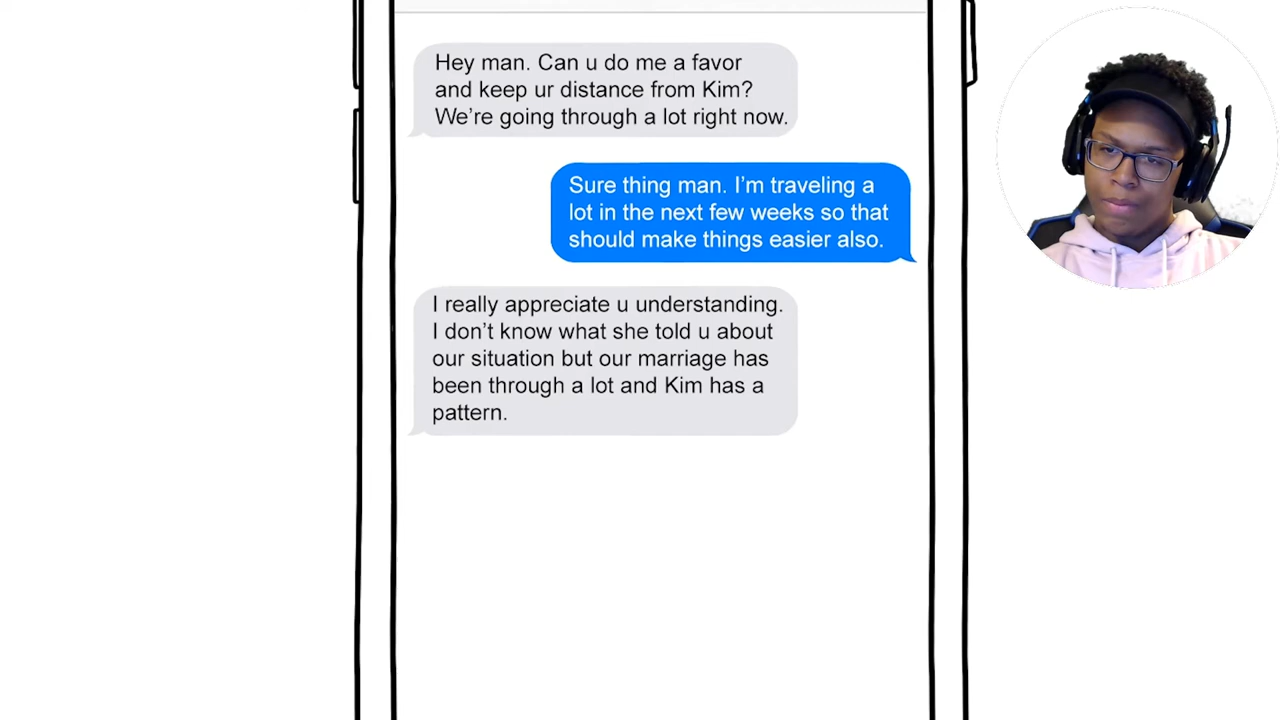 Hey man. Can u do me a favor
and keep ur distance from Kim?
We're going through a lot right now.
Sure thing man. I'm traveling a
lot in the next few weeks so that
should make things easier also.
I really appreciate u understanding.
I don't know what she told u about
our situation but our marriage has
been through a lot and Kim has a
pattern.